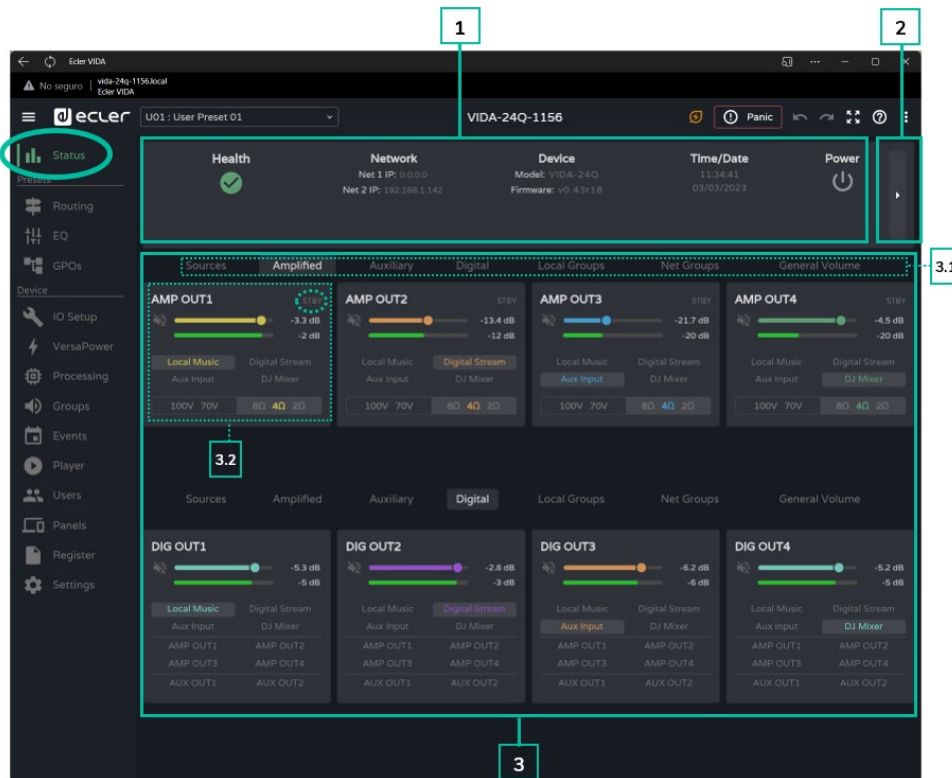 1
2
Ecler VIDA
No seguro | vida-24q-1156.local
Ecler VIDA
ecler
U01 : User Preset 01
VIDA-24Q-1156
Panic
Status
Presets
Routing
EQ
GPOs
Device
IO Setup
VersaPower
Processing
Groups
Events
Player
Users
Panels
Register
Settings
Health Network Device Time/Date Power
Net 1 IP: 0.0.0.0 Model: VIDA-24Q 11:34:41
Net 2 IP: 192.168.1.142 Firmware: v0.43r18 03/03/2023
3.1
Sources Amplified Auxiliary Digital Local Groups Net Groups General Volume
AMP OUT1 STBY AMP OUT2 STBY AMP OUT3 STBY AMP OUT4 STBY
-3.3 dB -13.4 dB -21.7 dB -4.5 dB
-2 dB -12 dB -20 dB -20 dB
Local Music Digital Stream Local Music Digital Stream Local Music Digital Stream Local Music Digital Stream
Aux Input DJ Mixer Aux Input DJ Mixer Aux Input DJ Mixer Aux Input DJ Mixer
100V 70V 8Ω 4Ω 2Ω 100V 70V 8Ω 4Ω 2Ω 100V 70V 8Ω 4Ω 2Ω 100V 70V 8Ω 4Ω 2Ω
3.2
Sources Amplified Auxiliary Digital Local Groups Net Groups General Volume
DIG OUT1 DIG OUT2 DIG OUT3 DIG OUT4
-5.3 dB -2.8 dB -6.2 dB -5.2 dB
-5 dB -3 dB -6 dB -5 dB
Local Music Digital Stream Local Music Digital Stream Local Music Digital Stream Local Music Digital Stream
Aux Input DJ Mixer Aux Input DJ Mixer Aux Input DJ Mixer Aux Input DJ Mixer
AMP OUT1 AMP OUT2 AMP OUT1 AMP OUT2 AMP OUT1 AMP OUT2 AMP OUT1 AMP OUT2
AMP OUT3 AMP OUT4 AMP OUT3 AMP OUT4 AMP OUT3 AMP OUT4 AMP OUT3 AMP OUT4
AUX OUT1 AUX OUT2 AUX OUT1 AUX OUT2 AUX OUT1 AUX OUT2 AUX OUT1 AUX OUT2
3